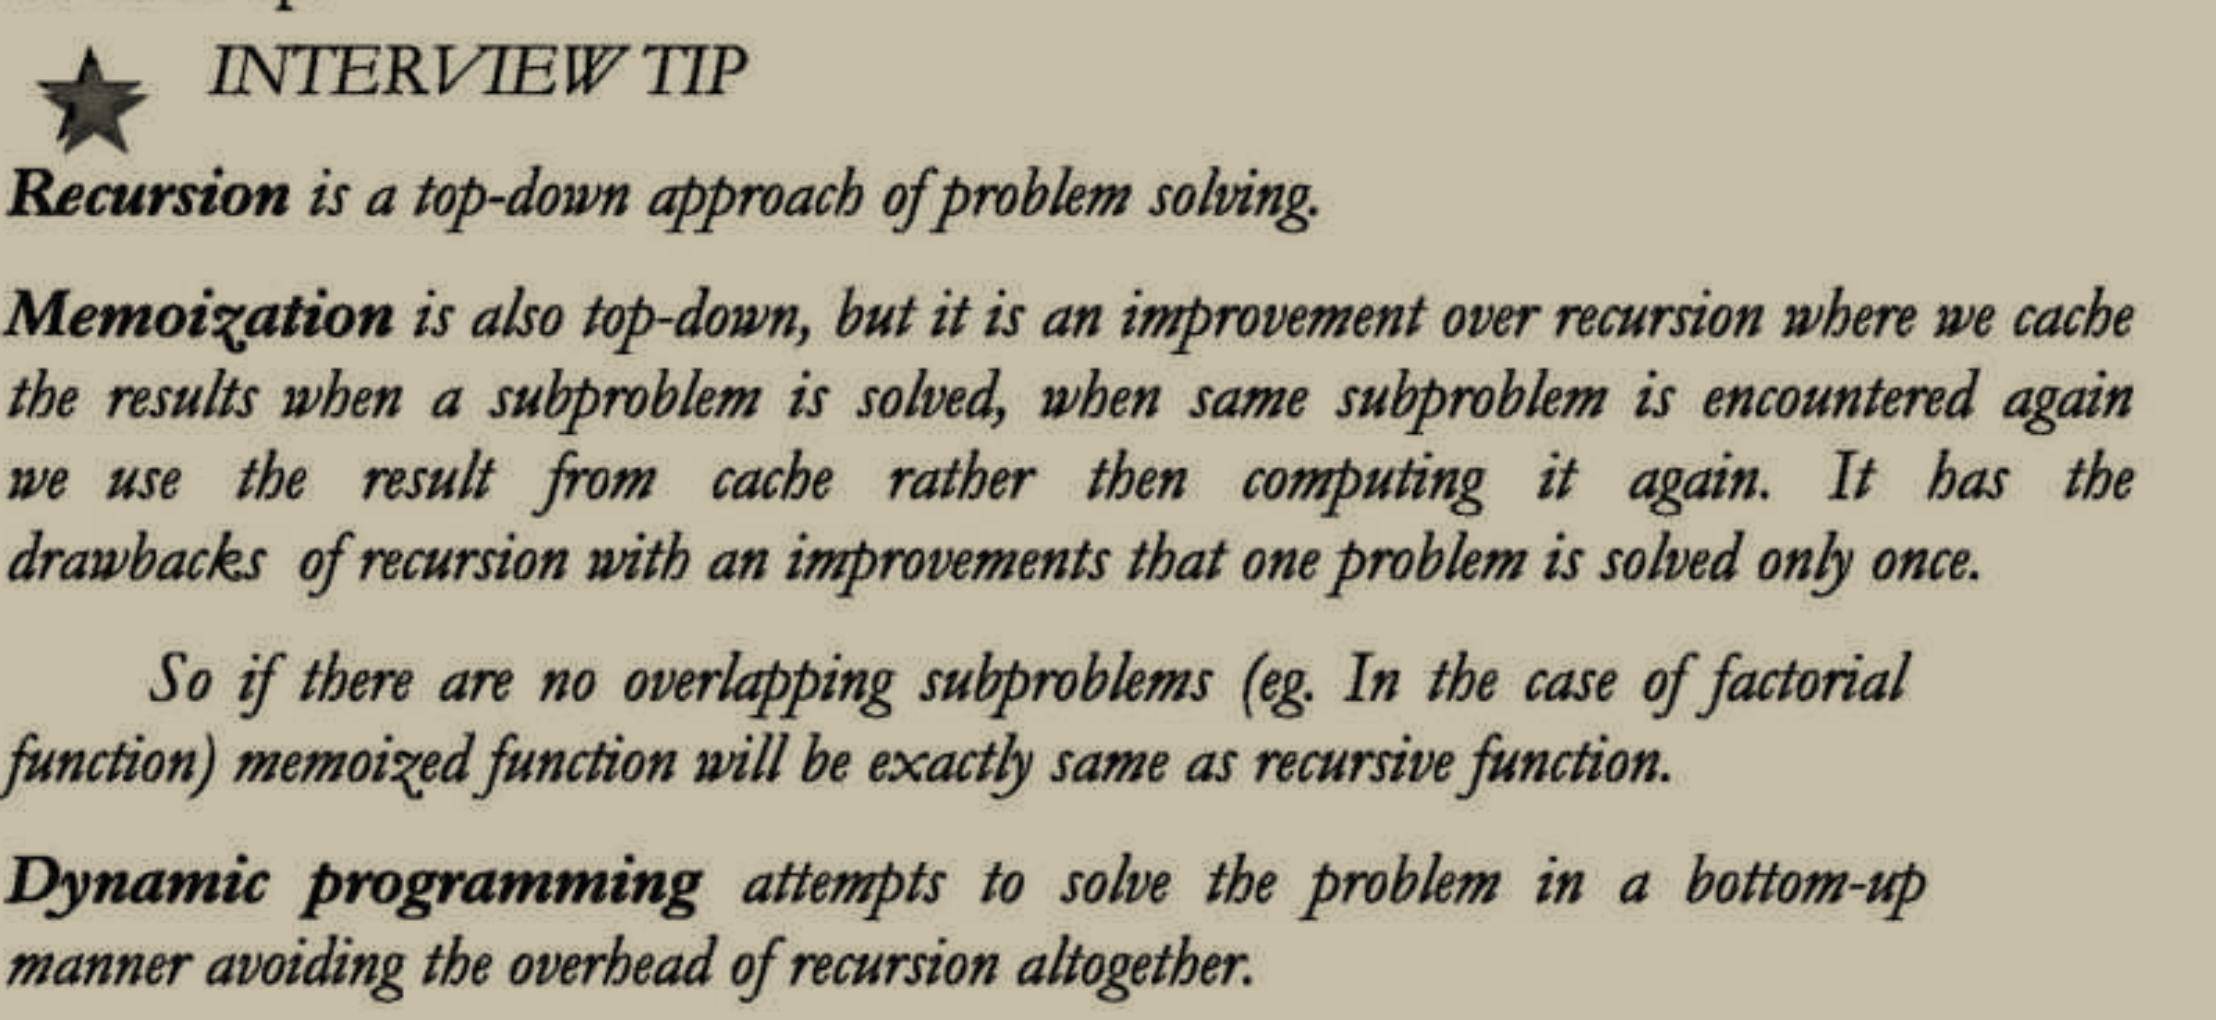 INTERVIEW TIP
Recursion is a top-down approach of problem solving.
Memoization is also top-down, but it is an improvement over recursion where we cache
the results when a subproblem is solved, when same subproblem is encountered again
we use the result from cache rather then computing it again. It has the
drawbacks of recursion with an improvements that one problem is solved only once.
So if there are no overlapping subproblems (eg. In the case of factorial
function) memoized function will be exactly same as recursive function.
Dynamic programming attempts to solve the problem in a bottom-up
manner avoiding the overhead of recursion altogether.